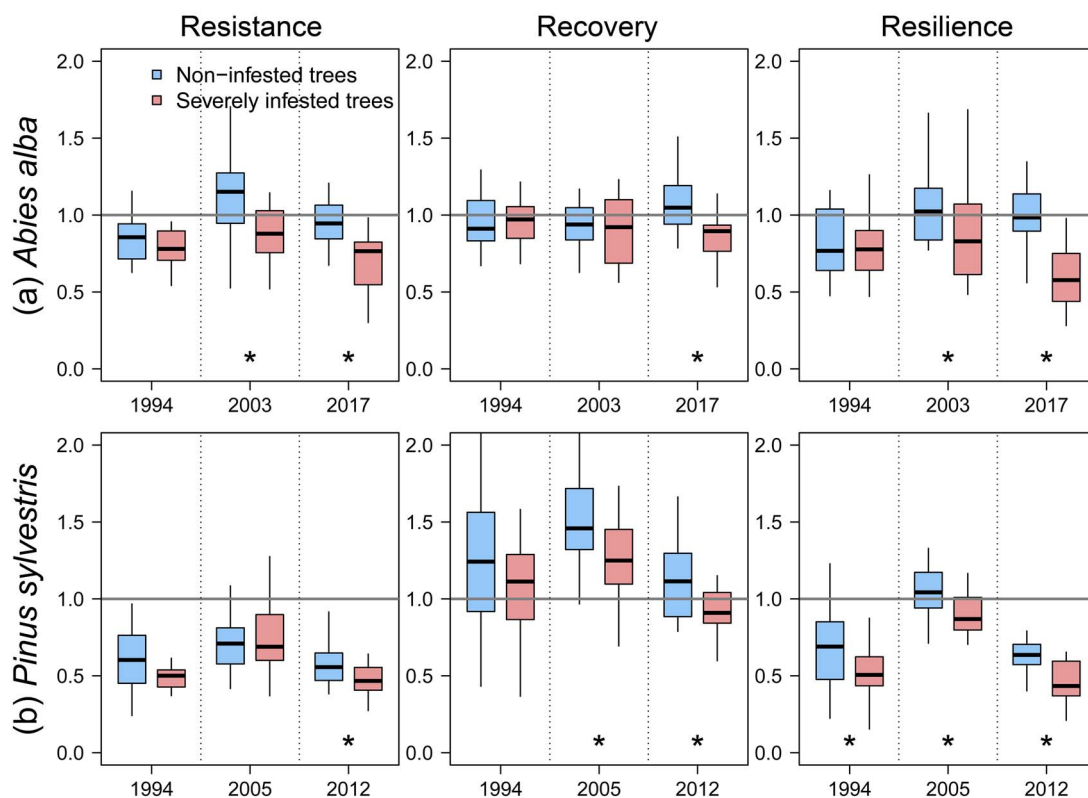 Resistance Recovery Resilience
(a) Abies alba
Non−infested trees
Severely infested trees
2.0 2.0 2.0
1.5 1.5 1.5
1.0 1.0 1.0
0.5 0.5 0.5
* * * * *
0.0 0.0 0.0
1994 2003 2017 1994 2003 2017 1994 2003 2017
(b) Pinus sylvestris
2.0 2.0 2.0
1.5 1.5 1.5
1.0 1.0 1.0
0.5 0.5 0.5
* * * * * *
0.0 0.0 0.0
1994 2005 2012 1994 2005 2012 1994 2005 2012